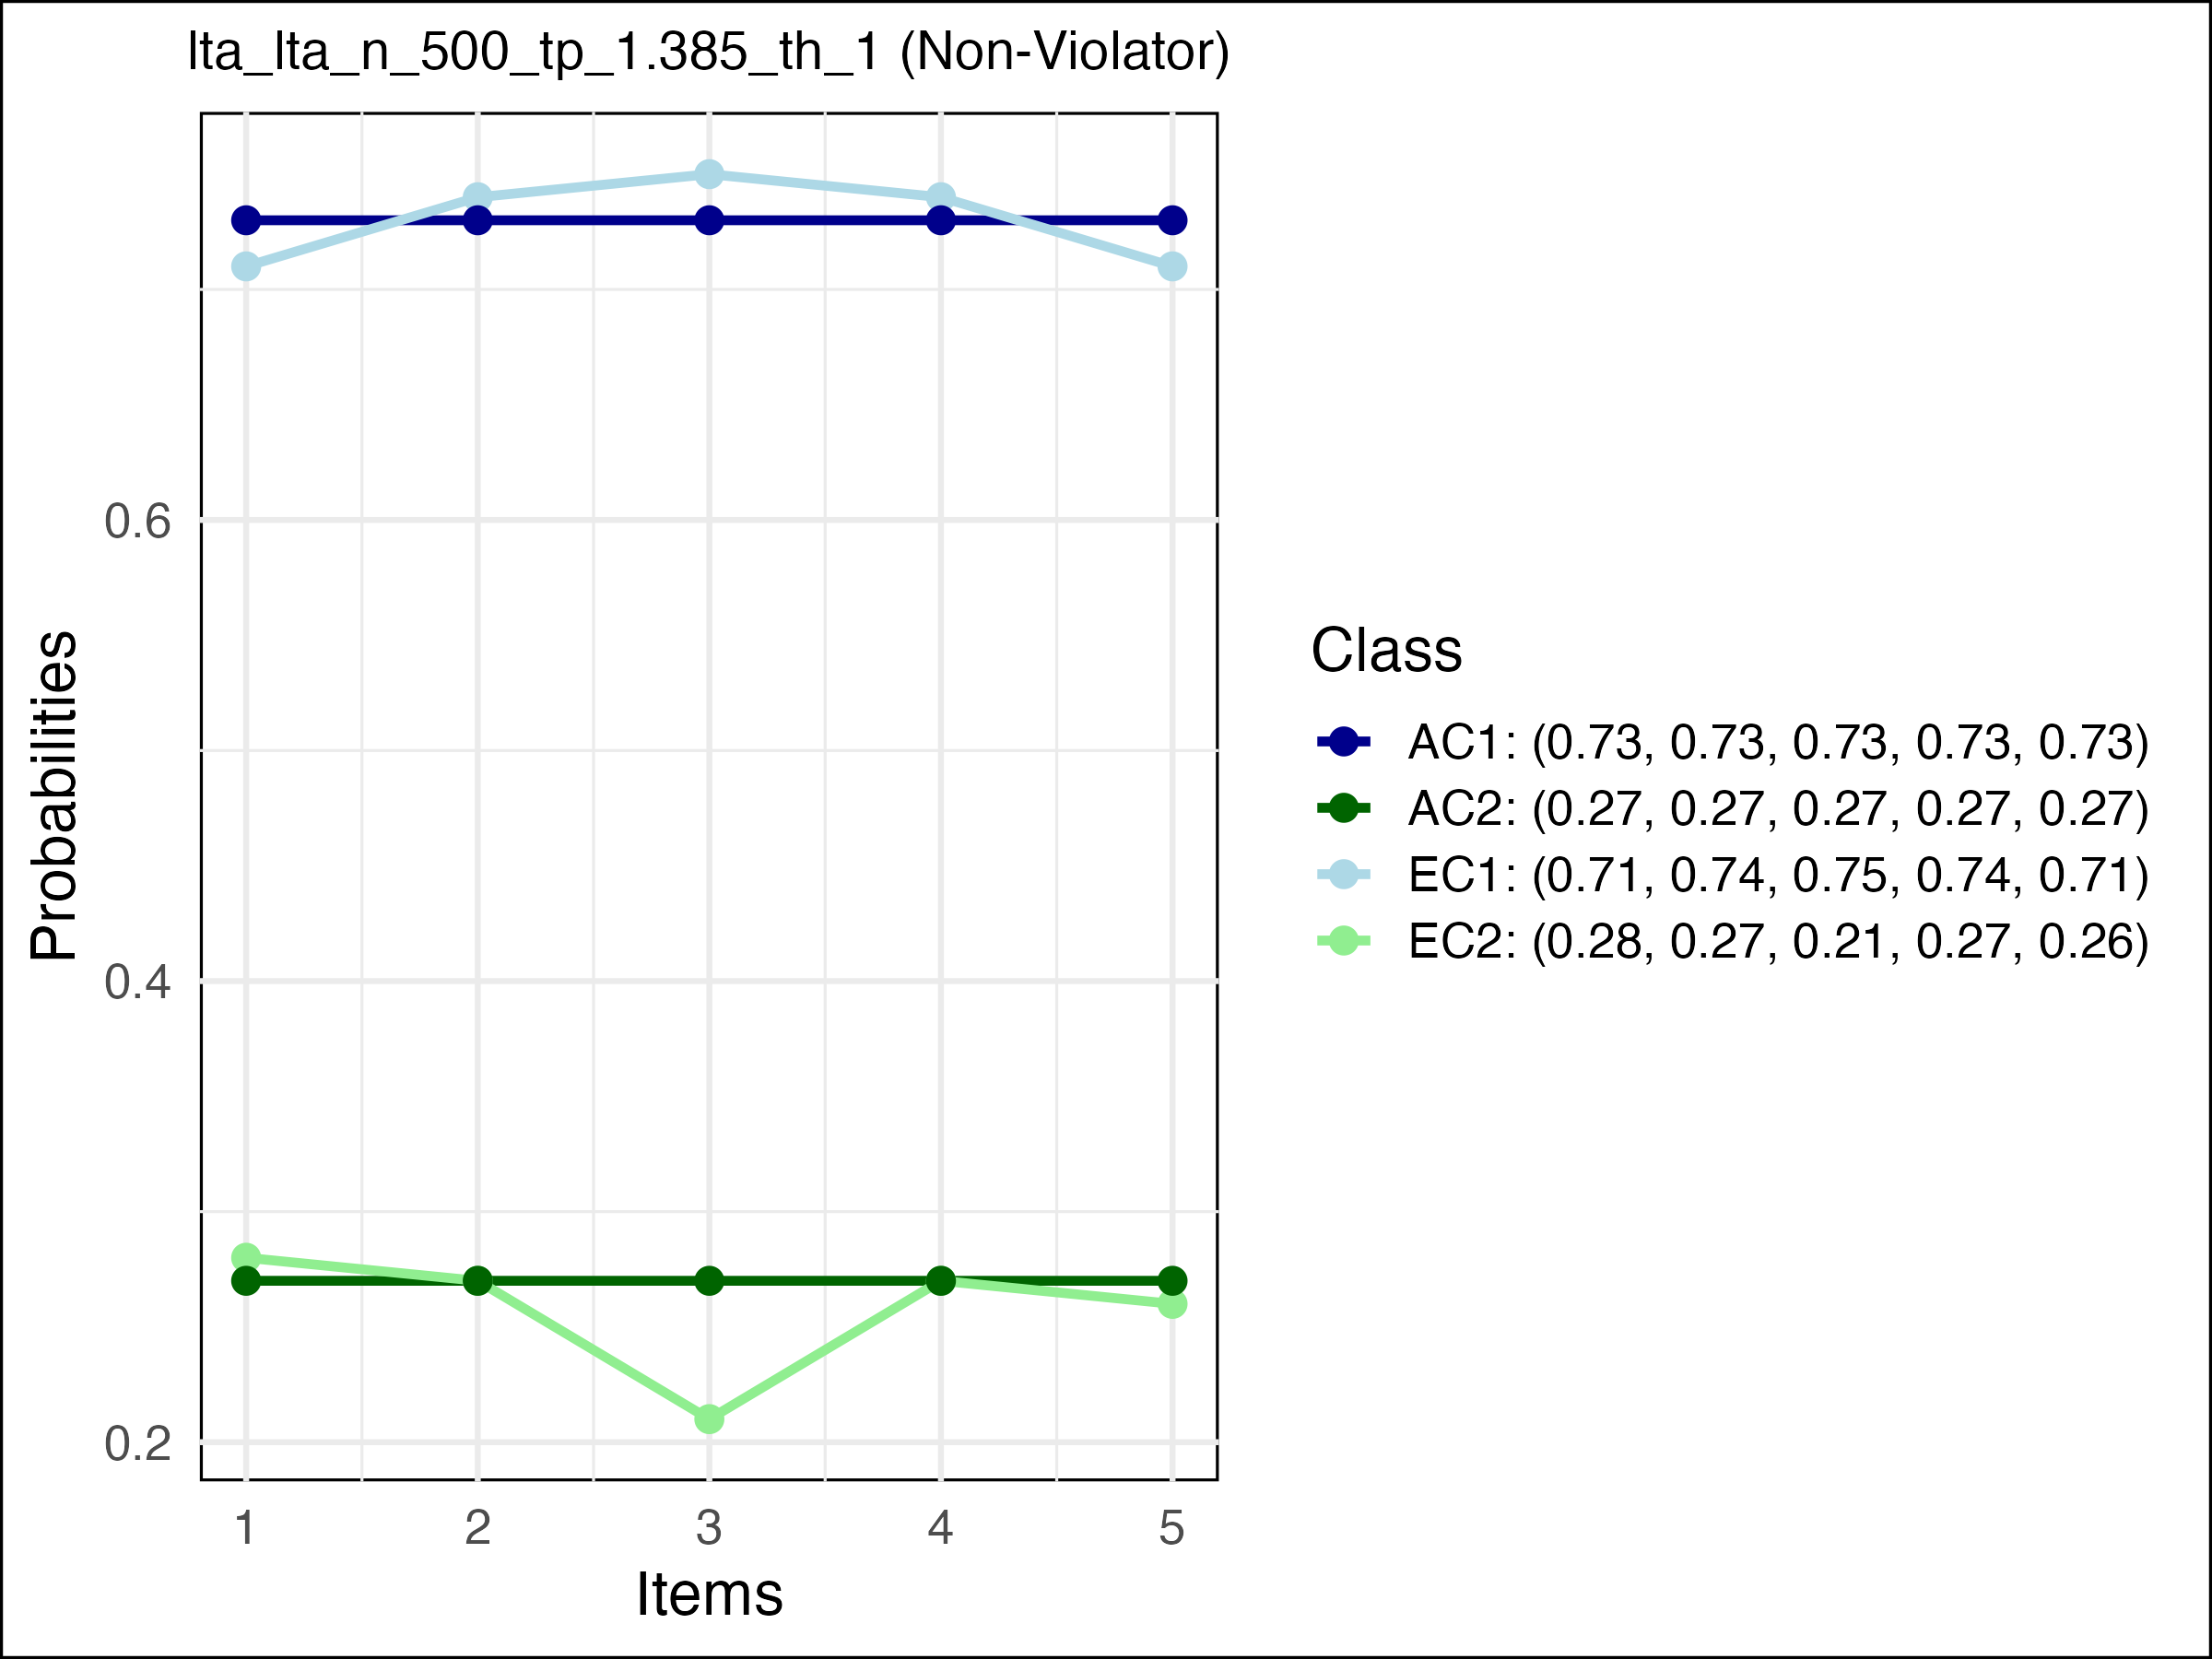 lta_lta_n_500_tp_1.385_th_1 (Non-Violator)
Probabilities
0.6
0.4
0.2
1 2 3 4 5
Items
Class
AC1: (0.73, 0.73, 0.73, 0.73, 0.73)
AC2: (0.27, 0.27, 0.27, 0.27, 0.27)
EC1: (0.71, 0.74, 0.75, 0.74, 0.71)
EC2: (0.28, 0.27, 0.21, 0.27, 0.26)